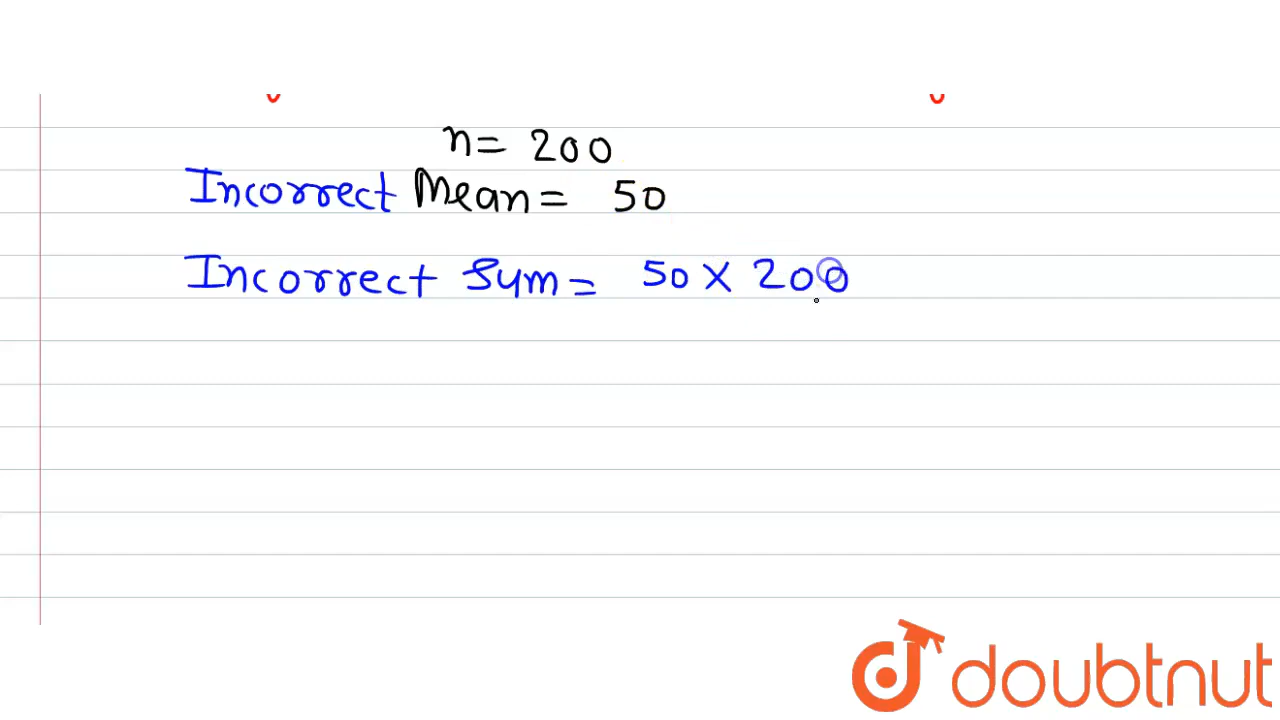 n = 200
Incorrect Mean = 50
Incorrect Sum = 50 × 200
doubtnut